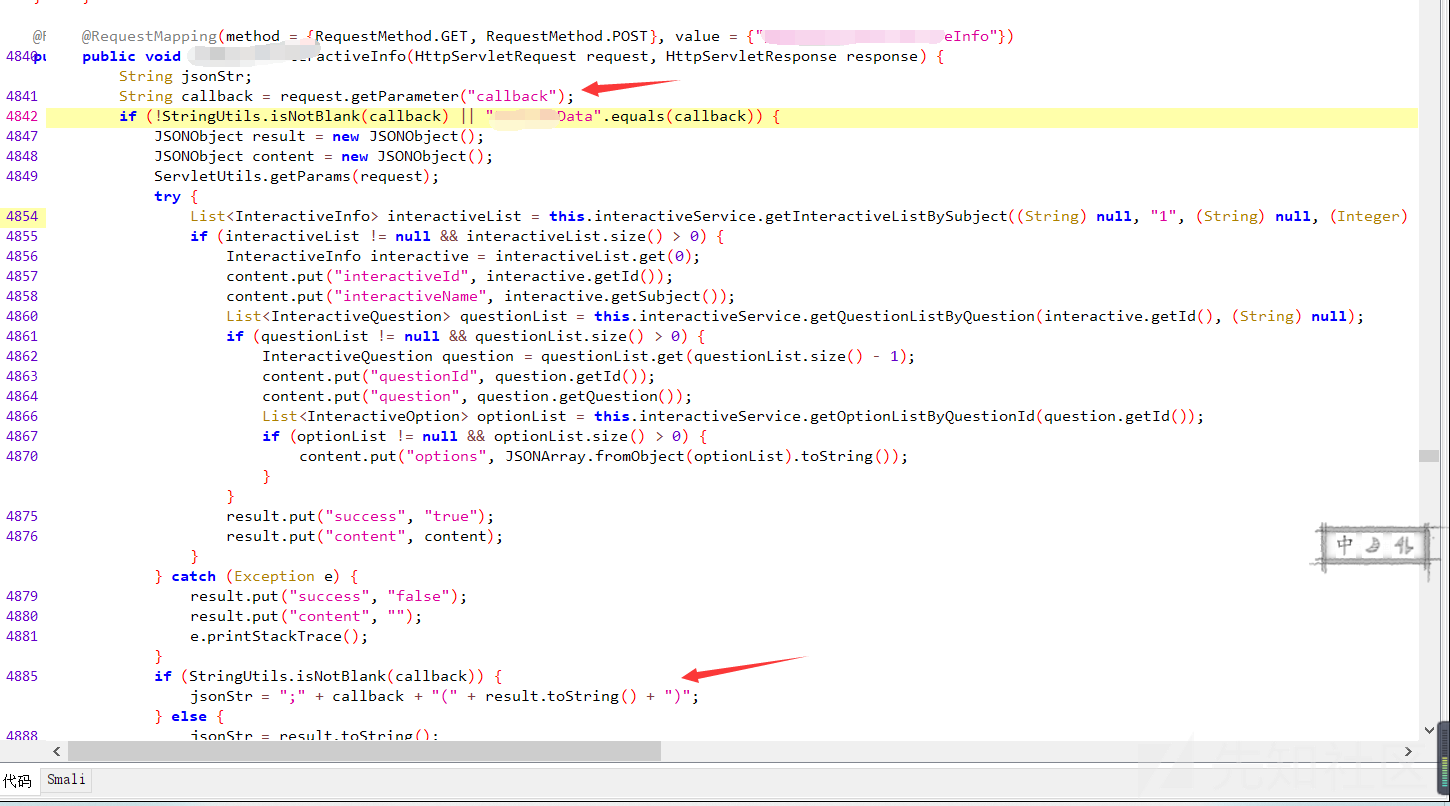 @RequestMapping(method = {RequestMethod.GET, RequestMethod.POST}, value = {"eInfo"})
4840 public void eractiveInfo(HttpServletRequest request, HttpServletResponse response) {
String jsonStr;
4841 String callback = request.getParameter("callback");
4842 if (!StringUtils.isNotBlank(callback) || "Data".equals(callback)) {
4847 JSONObject result = new JSONObject();
4848 JSONObject content = new JSONObject();
4849 ServletUtils.getParams(request);
try {
4854 List<InteractiveInfo> interactiveList = this.interactiveService.getInteractiveListBySubject((String) null, "1", (String) null, (Integer)
4855 if (interactiveList != null && interactiveList.size() > 0) {
4856 InteractiveInfo interactive = interactiveList.get(0);
4857 content.put("interactiveId", interactive.getId());
4858 content.put("interactiveName", interactive.getSubject());
4860 List<InteractiveQuestion> questionList = this.interactiveService.getQuestionListByQuestion(interactive.getId(), (String) null);
4861 if (questionList != null && questionList.size() > 0) {
4862 InteractiveQuestion question = questionList.get(questionList.size() - 1);
4863 content.put("questionId", question.getId());
4864 content.put("question", question.getQuestion());
4866 List<InteractiveOption> optionList = this.interactiveService.getOptionListByQuestionId(question.getId());
4867 if (optionList != null && optionList.size() > 0) {
4870 content.put("options", JSONArray.fromObject(optionList).toString());
}
}
4875 result.put("success", "true");
4876 result.put("content", content);
}
} catch (Exception e) {
4879 result.put("success", "false");
4880 result.put("content", "");
4881 e.printStackTrace();
}
4885 if (StringUtils.isNotBlank(callback)) {
jsonStr = ";" + callback + "(" + result.toString() + ")";
} else {
4888 jsonStr = result.toString();
中
代码 Smali
先知社区